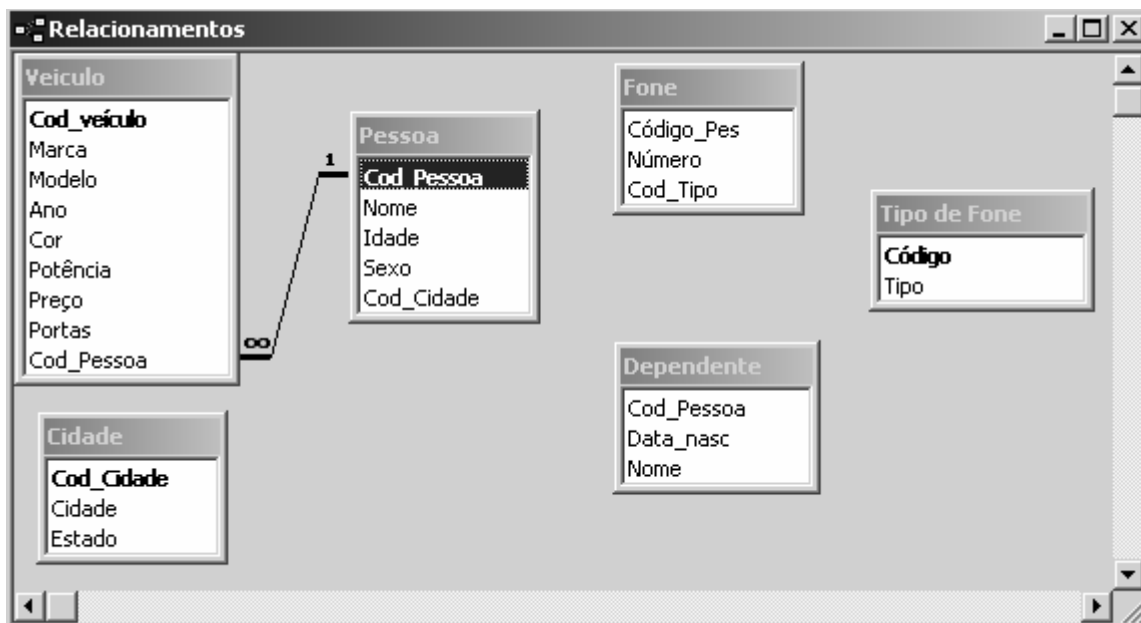 Relacionamentos
Veiculo
Cod_veículo
Marca
Modelo
Ano
Cor
Potência
Preço
Portas
Cod_Pessoa
∞
1
Pessoa
Cod_Pessoa
Nome
Idade
Sexo
Cod_Cidade
Fone
Código_Pes
Número
Cod_Tipo
Tipo de Fone
Código
Tipo
Dependente
Cod_Pessoa
Data_nasc
Nome
Cidade
Cod_Cidade
Cidade
Estado